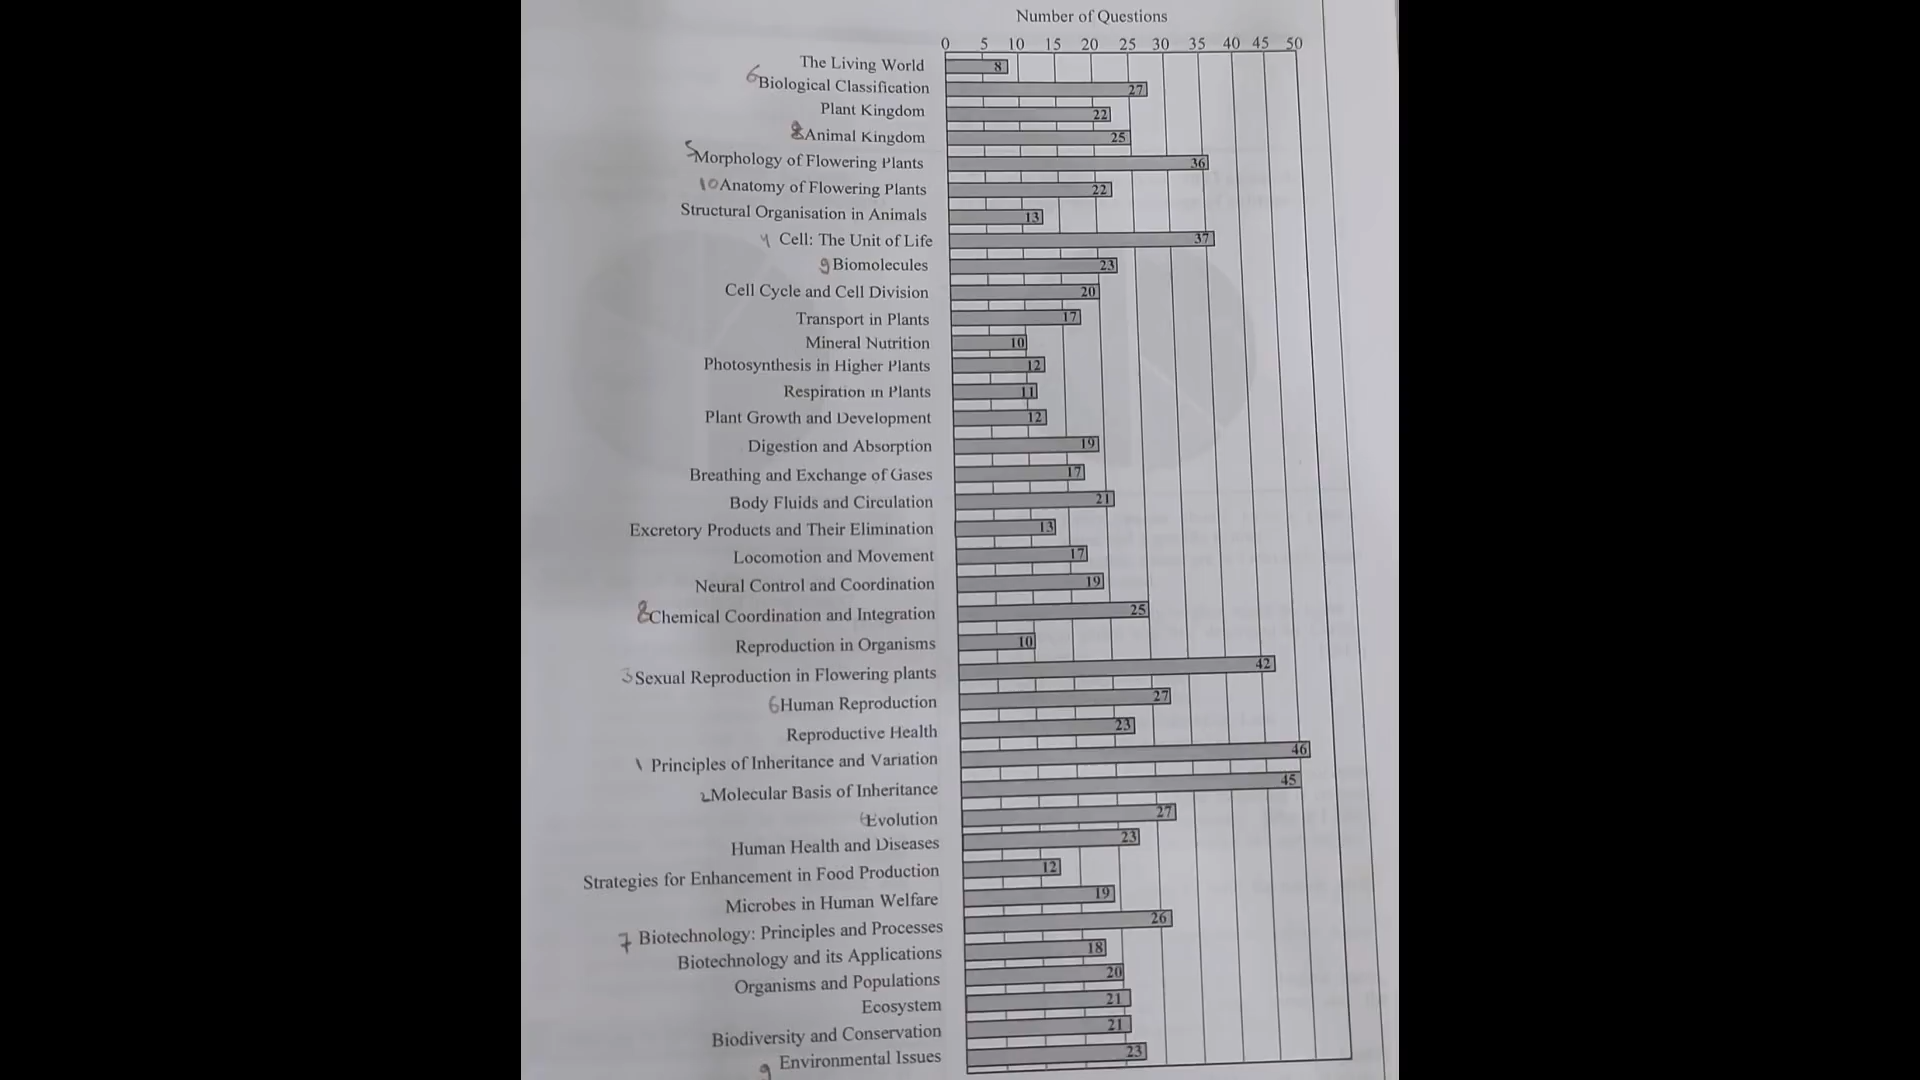 Number of Questions
0 5 10 15 20 25 30 35 40 45 50
The Living World 8
6 Biological Classification 27
Plant Kingdom 22
8 Animal Kingdom 25
5 Morphology of Flowering Plants 36
10 Anatomy of Flowering Plants 22
Structural Organisation in Animals 13
4 Cell: The Unit of Life 37
9 Biomolecules 23
Cell Cycle and Cell Division 20
Transport in Plants 17
Mineral Nutrition 10
Photosynthesis in Higher Plants 12
Respiration in Plants 11
Plant Growth and Development 12
Digestion and Absorption 19
Breathing and Exchange of Gases 17
Body Fluids and Circulation 21
Excretory Products and Their Elimination 13
Locomotion and Movement 17
Neural Control and Coordination 19
8 Chemical Coordination and Integration 25
Reproduction in Organisms 10
3 Sexual Reproduction in Flowering plants 42
6 Human Reproduction 27
Reproductive Health 23
1 Principles of Inheritance and Variation 46
2 Molecular Basis of Inheritance 45
6 Evolution 27
Human Health and Diseases 23
Strategies for Enhancement in Food Production 12
Microbes in Human Welfare 19
7 Biotechnology: Principles and Processes 26
Biotechnology and its Applications 18
Organisms and Populations 20
Ecosystem 21
Biodiversity and Conservation 21
9 Environmental Issues 23